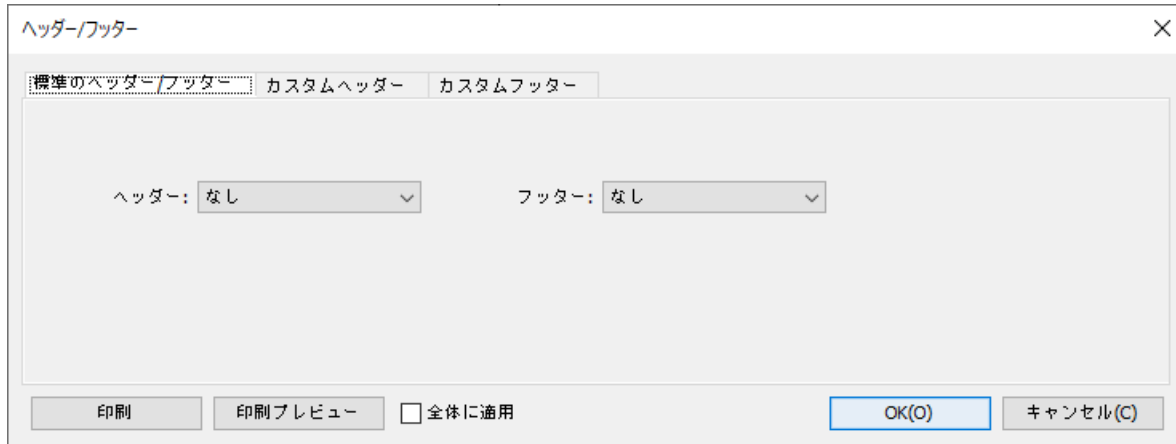 ヘッダー/フッター
標準のヘッダー/フッター カスタムヘッダー カスタムフッター
ヘッダー: なし フッター: なし
印刷 印刷プレビュー 全体に適用 OK(O) キャンセル(C)